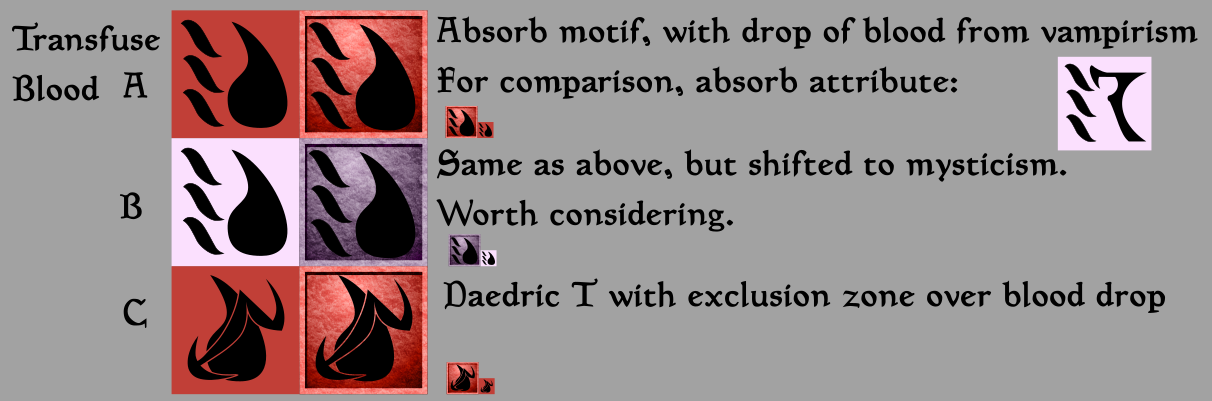 Transfuse
Blood A
Absorb motif, with drop of blood from vampirism
For comparison, absorb attribute:
B
Same as above, but shifted to mysticism.
Worth considering.
C
Daedric T with exclusion zone over blood drop